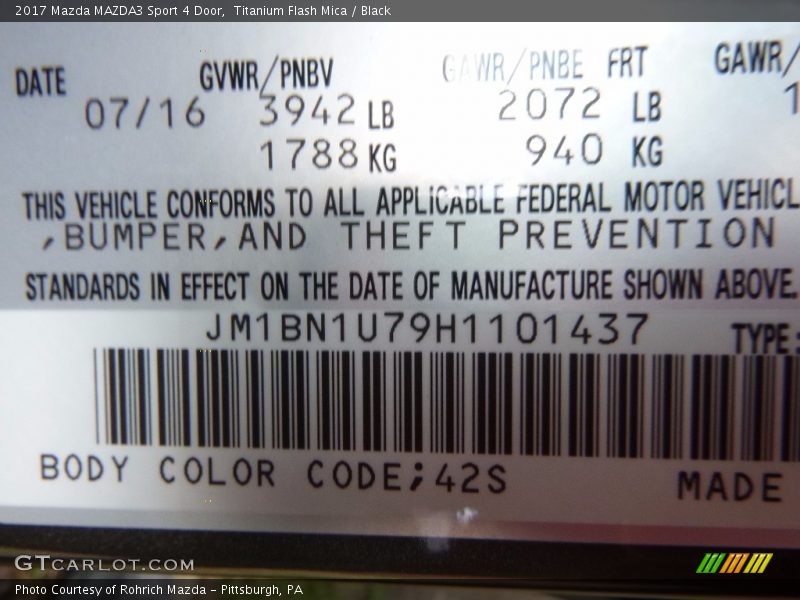 2017 Mazda MAZDA3 Sport 4 Door,  Titanium Flash Mica / Black
DATE GVWR/PNBV GAWR/PNBE FRT GAWR/
07/16 3942 LB 2072 LB 1
1788 KG 940 KG
THIS VEHICLE CONFORMS TO ALL APPLICABLE FEDERAL MOTOR VEHICL
,BUMPER,AND THEFT PREVENTION
STANDARDS IN EFFECT ON THE DATE OF MANUFACTURE SHOWN ABOVE.
JM1BN1U79H1101437 TYPE:
BODY COLOR CODE;42S MADE
GTCARLOT.COM
Photo Courtesy of Rohrich Mazda – Pittsburgh, PA